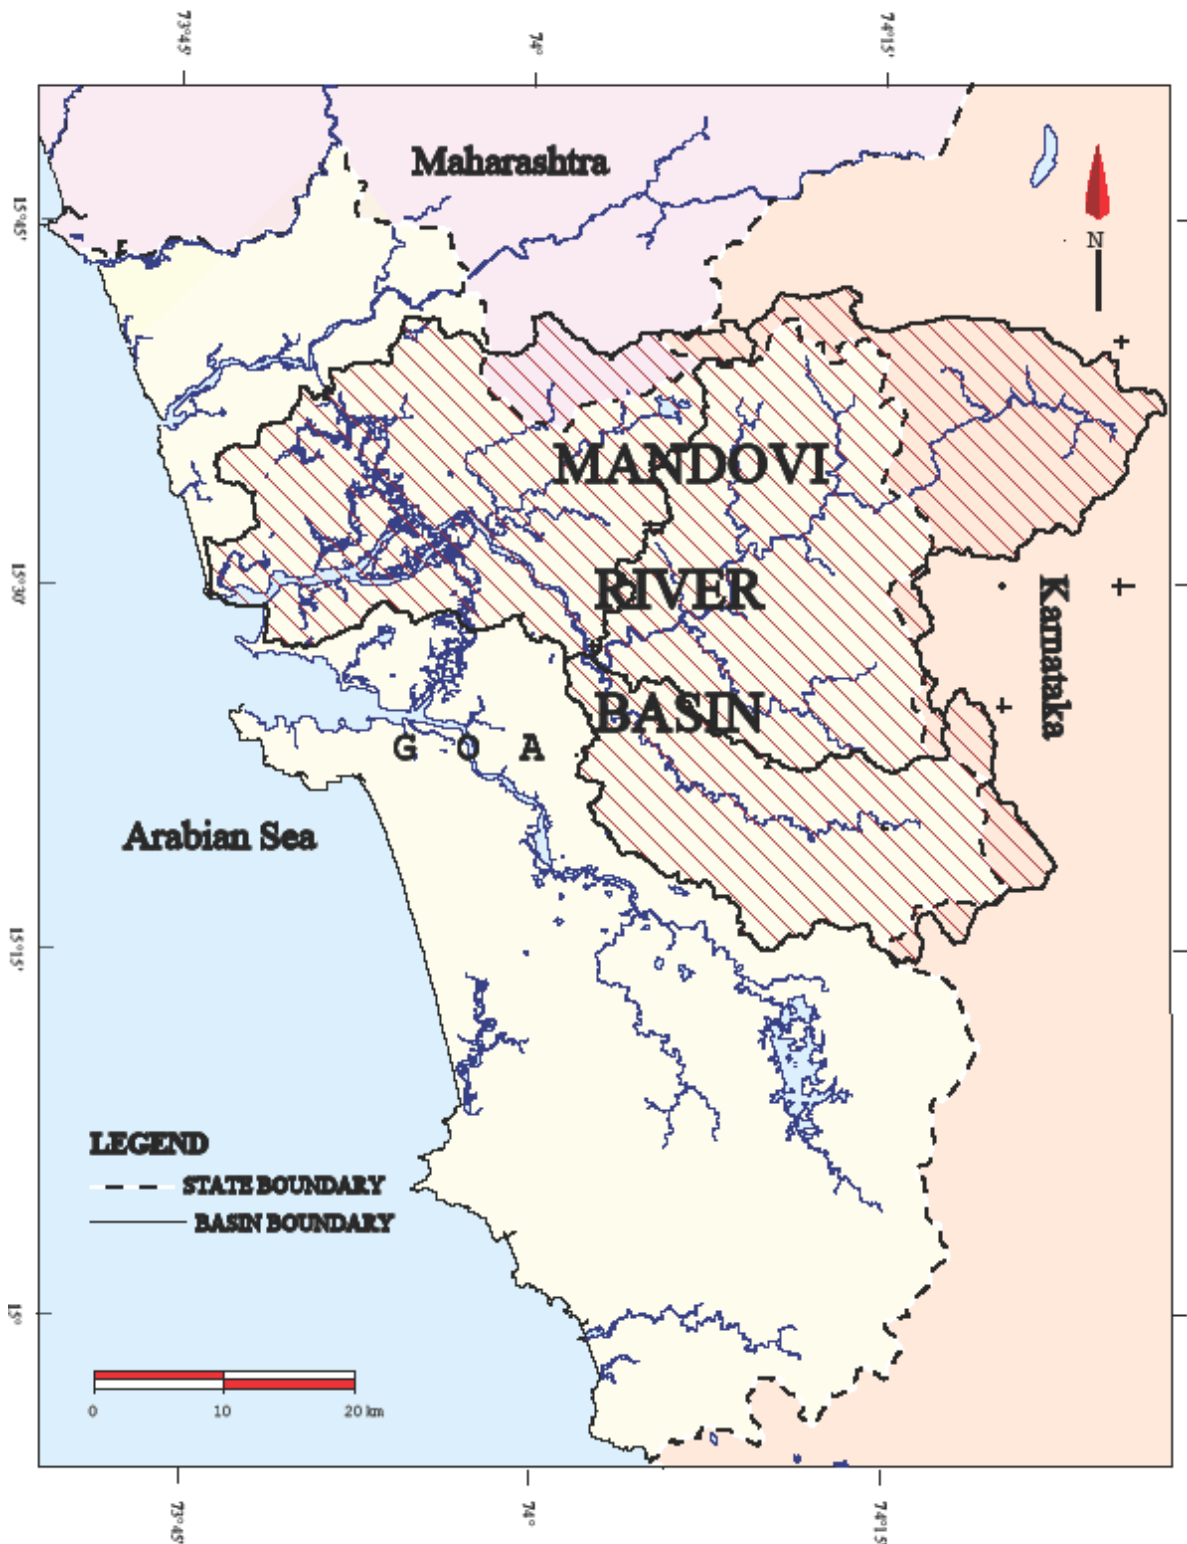 73°45'
74°
74°15'
Maharashtra
15°45'
N
MANDOVI
15°30'
RIVER
Karnataka
BASIN
G O A
Arabian Sea
15°15'
LEGEND
STATE BOUNDARY
BASIN BOUNDARY
15°
0 10 20 km
73°45'
74°
74°15'